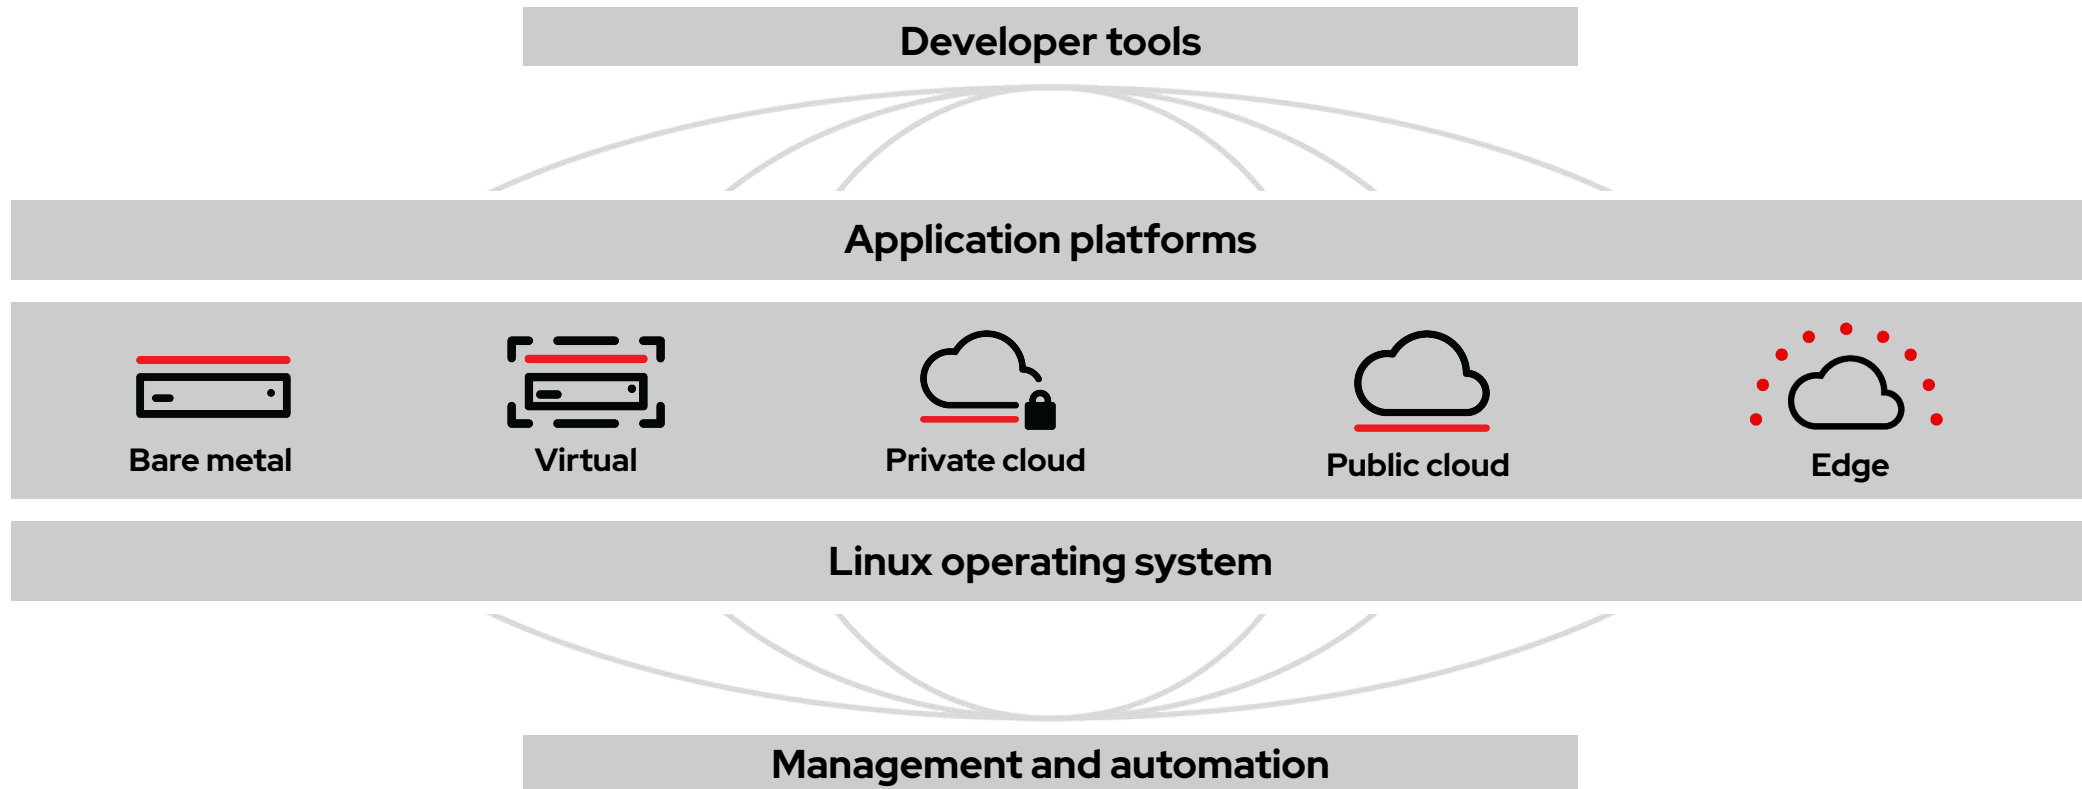 Developer tools
Application platforms
Bare metal
Virtual
Private cloud
Public cloud
Edge
Linux operating system
Management and automation